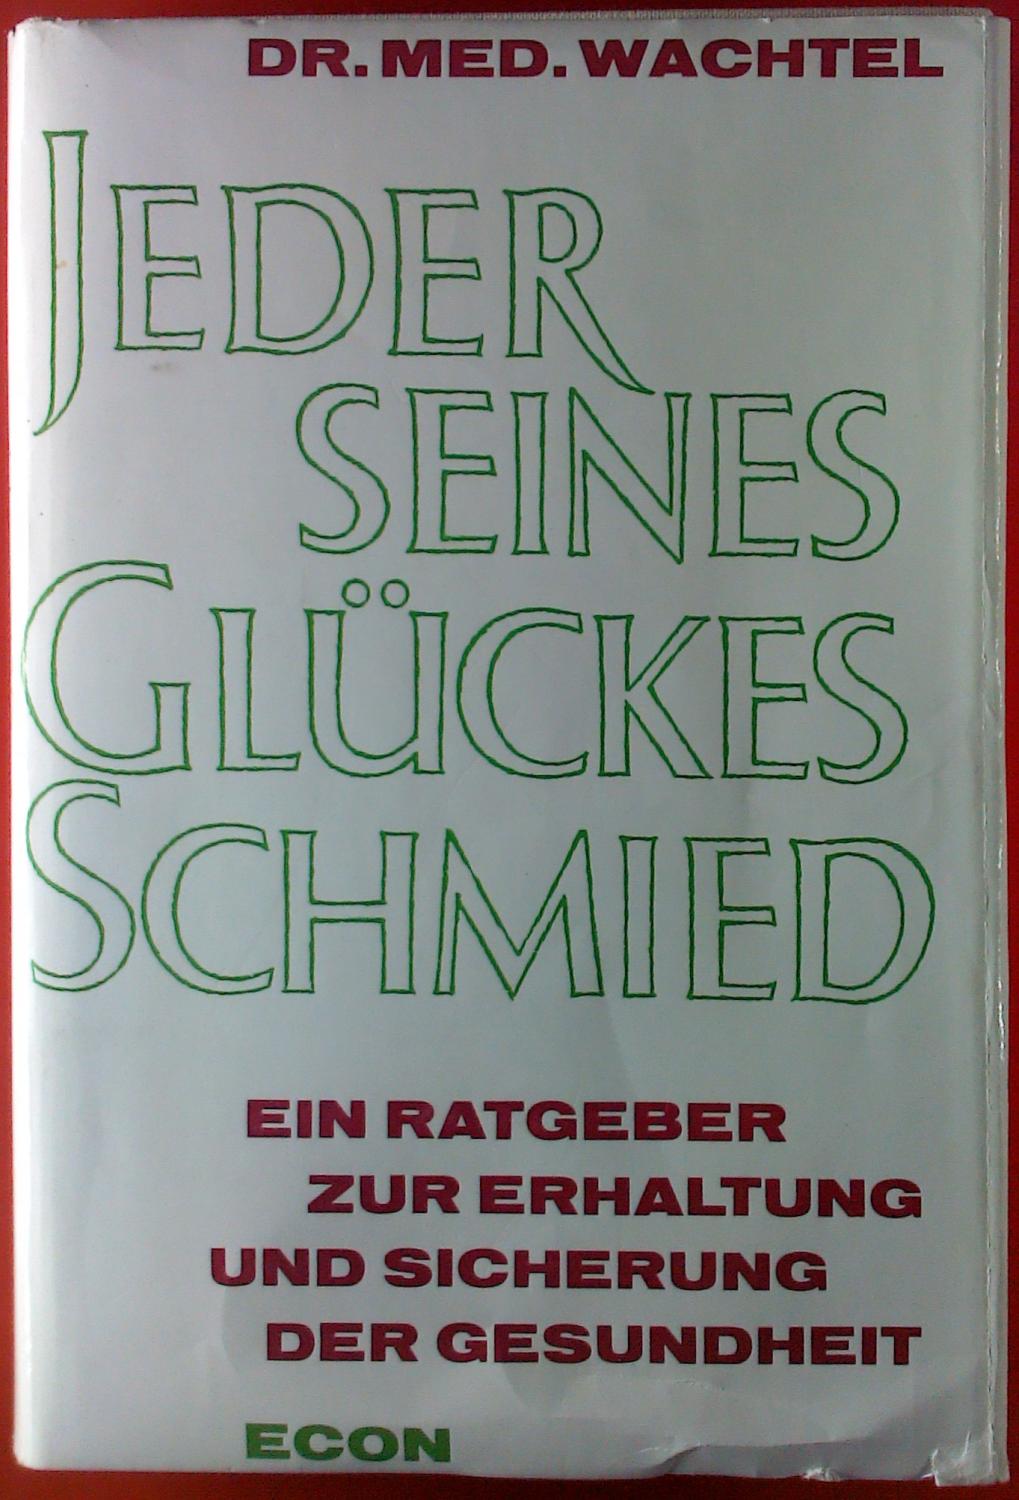 DR. MED. WACHTEL
JEDER
SEINES
GLÜCKES
SCHMIED
EIN RATGEBER
ZUR ERHALTUNG
UND SICHERUNG
DER GESUNDHEIT
ECON